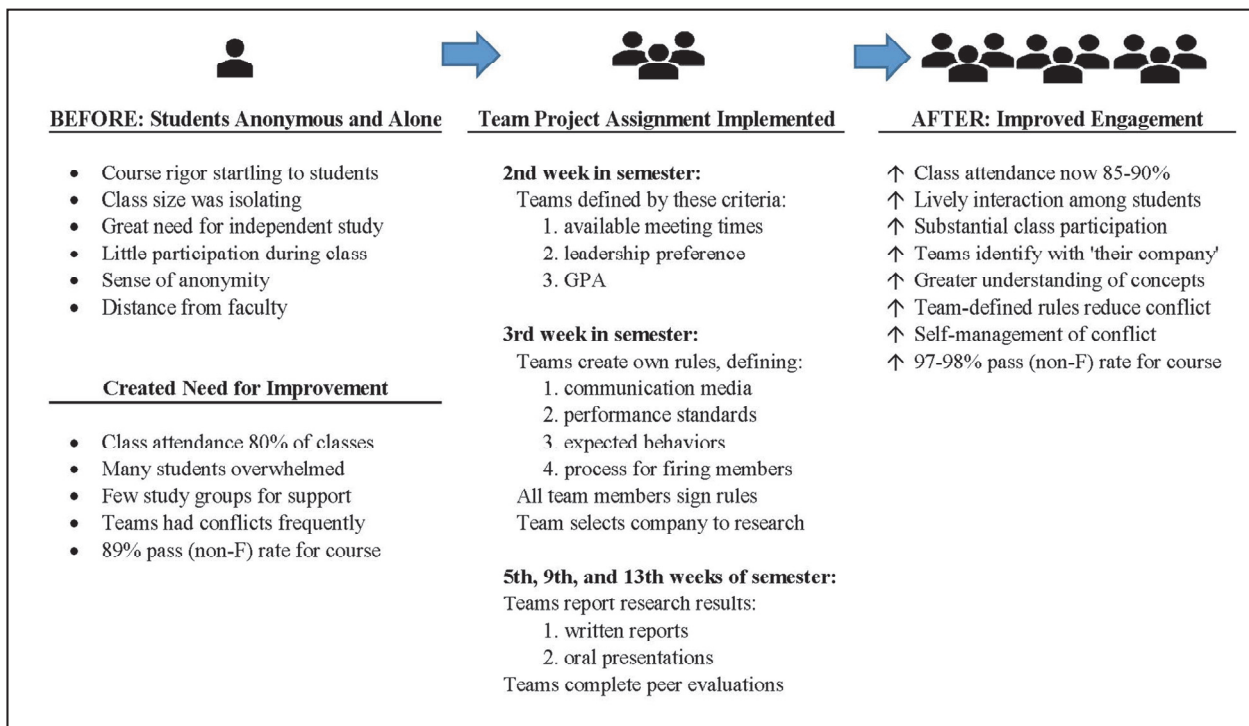 BEFORE: Students Anonymous and Alone
• Course rigor startling to students
• Class size was isolating
• Great need for independent study
• Little participation during class
• Sense of anonymity
• Distance from faculty
Created Need for Improvement
• Class attendance 80% of classes
• Many students overwhelmed
• Few study groups for support
• Teams had conflicts frequently
• 89% pass (non-F) rate for course
Team Project Assignment Implemented
2nd week in semester:
Teams defined by these criteria:
1. available meeting times
2. leadership preference
3. GPA
3rd week in semester:
Teams create own rules, defining:
1. communication media
2. performance standards
3. expected behaviors
4. process for firing members
All team members sign rules
Team selects company to research
5th, 9th, and 13th weeks of semester:
Teams report research results:
1. written reports
2. oral presentations
Teams complete peer evaluations
AFTER: Improved Engagement
↑ Class attendance now 85-90%
↑ Lively interaction among students
↑ Substantial class participation
↑ Teams identify with 'their company'
↑ Greater understanding of concepts
↑ Team-defined rules reduce conflict
↑ Self-management of conflict
↑ 97-98% pass (non-F) rate for course